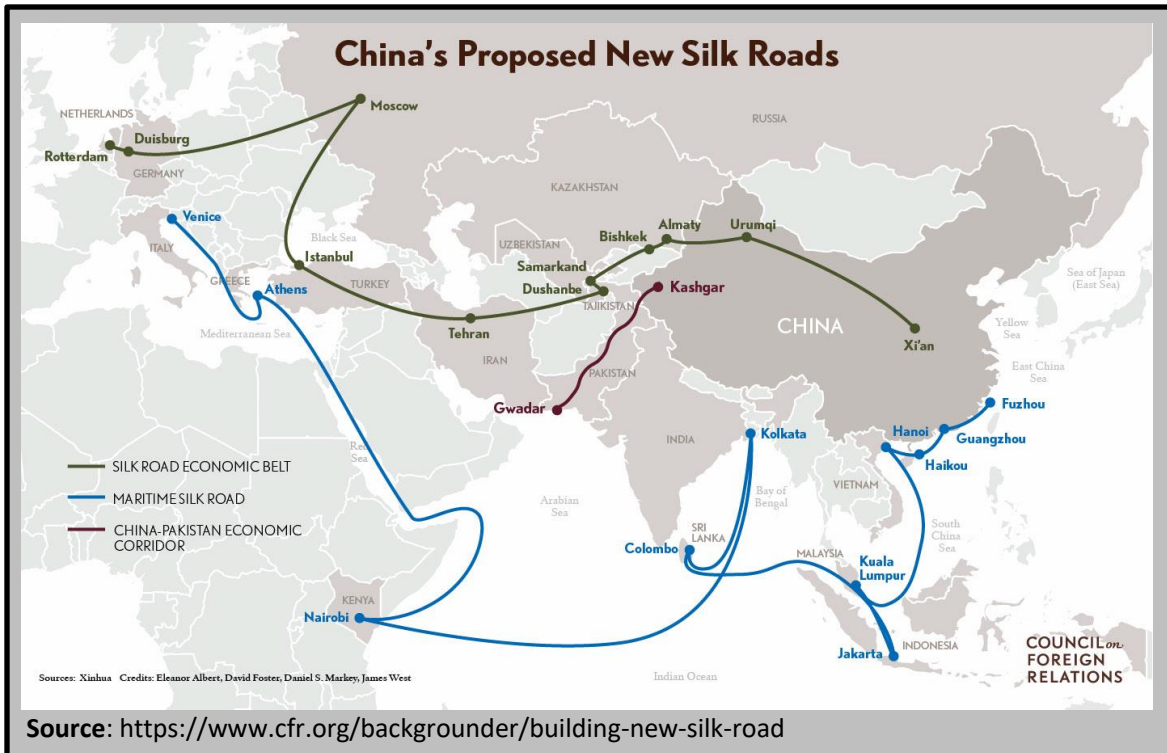 China's Proposed New Silk Roads
Moscow
NETHERLANDS
RUSSIA
Duisburg
Rotterdam
GERMANY
KAZAKHSTAN
Venice
Almaty
Urumqi
Bishkek
Black Sea
UZBEKISTAN
ITALY
Istanbul
Samarkand
Sea of Japan
(East Sea)
GREECE
Athens
TURKEY
Dushanbe
Kashgar
TAJIKISTAN
CHINA
Yellow
Sea
Mediterranean Sea
Tehran
Xi'an
IRAN
PAKISTAN
East China
Sea
Gwadar
Fuzhou
Kolkata
Hanoi
Guangzhou
INDIA
Red
Sea
Haikou
SILK ROAD ECONOMIC BELT
MARITIME SILK ROAD
CHINA-PAKISTAN ECONOMIC
CORRIDOR
Arabian
Sea
Bay of
Bengal
VIETNAM
SRI
LANKA
South
China
Sea
Colombo
MALAYSIA
Kuala
Lumpur
KENYA
Nairobi
Jakarta
INDONESIA
COUNCIL on
FOREIGN
RELATIONS
Indian Ocean
Sources: Xinhua Credits: Eleanor Albert, David Foster, Daniel S. Markey, James West
Source: https://www.cfr.org/backgrounder/building-new-silk-road